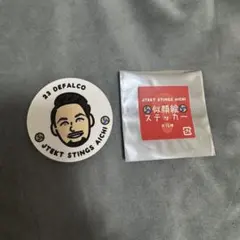 23 DEFALCO
JTEKT STINGS AICHI
JTEKT STINGS AICHI
似顔絵
ステッカー